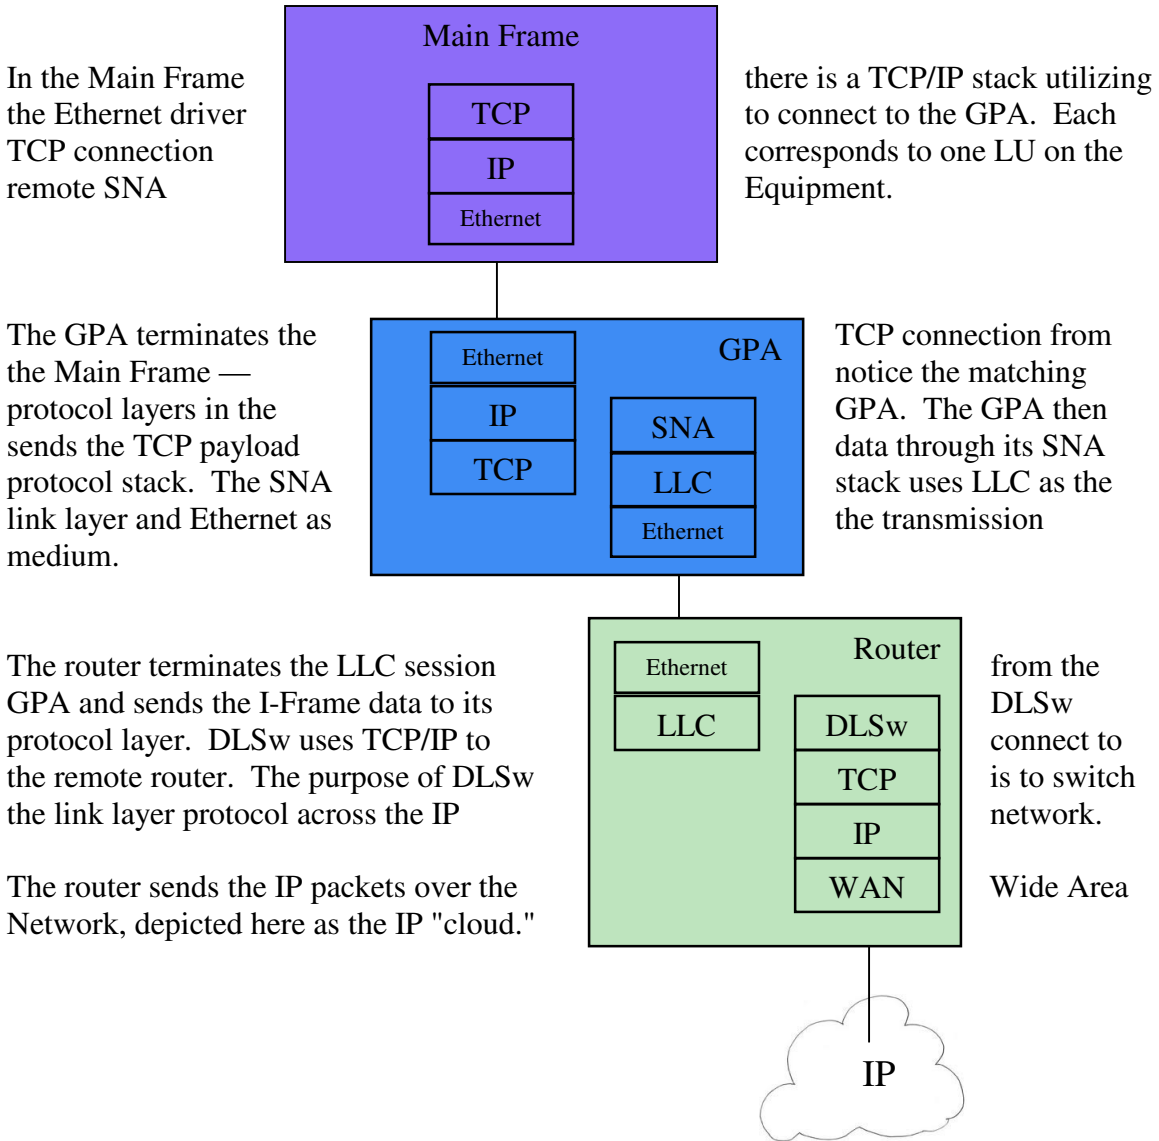 Main Frame
In the Main Frame there is a TCP/IP stack utilizing
the Ethernet driver to connect to the GPA. Each
TCP connection corresponds to one LU on the
remote SNA Equipment.
TCP
IP
Ethernet
The GPA terminates the TCP connection from
the Main Frame — notice the matching
protocol layers in the GPA. The GPA then
sends the TCP payload data through its SNA
protocol stack. The SNA stack uses LLC as the
link layer and Ethernet as the transmission
medium.
GPA
Ethernet
IP
TCP
SNA
LLC
Ethernet
Router
The router terminates the LLC session from the
GPA and sends the I-Frame data to its DLSw
protocol layer. DLSw uses TCP/IP to connect to
the remote router. The purpose of DLSw is to switch
the link layer protocol across the IP network.
Ethernet
LLC
DLSw
TCP
IP
WAN
The router sends the IP packets over the Wide Area
Network, depicted here as the IP "cloud."
IP